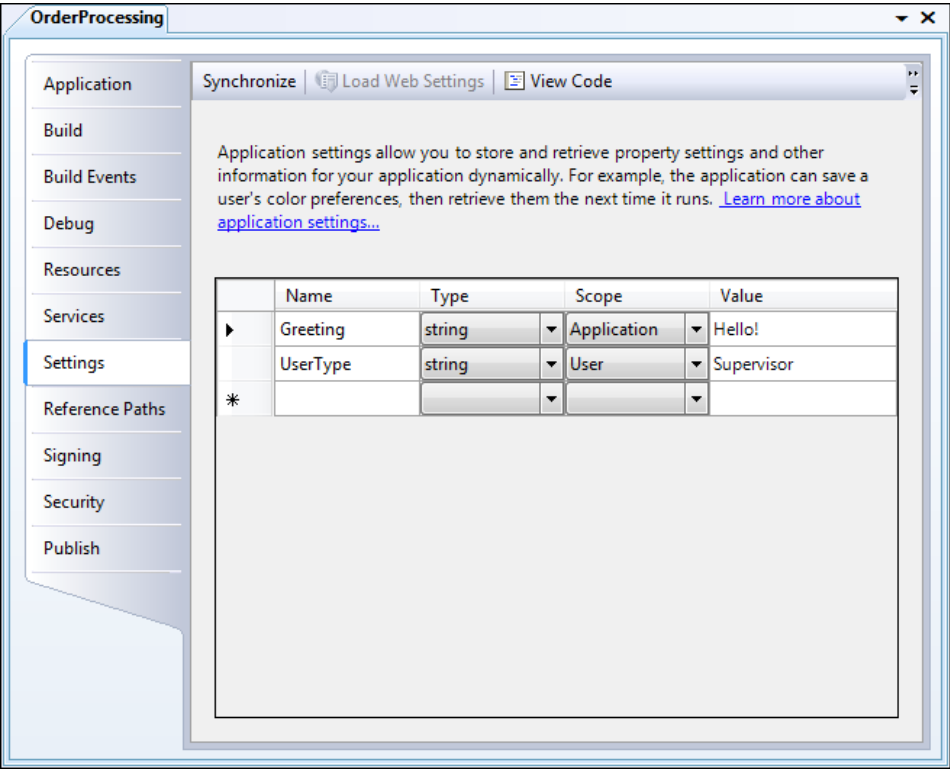 OrderProcessing
Application
Build
Build Events
Debug
Resources
Services
Settings
Reference Paths
Signing
Security
Publish
Synchronize Load Web Settings View Code
Application settings allow you to store and retrieve property settings and other
information for your application dynamically. For example, the application can save a
user's color preferences, then retrieve them the next time it runs. Learn more about
application settings...
Name Type Scope Value
Greeting string Application Hello!
UserType string User Supervisor